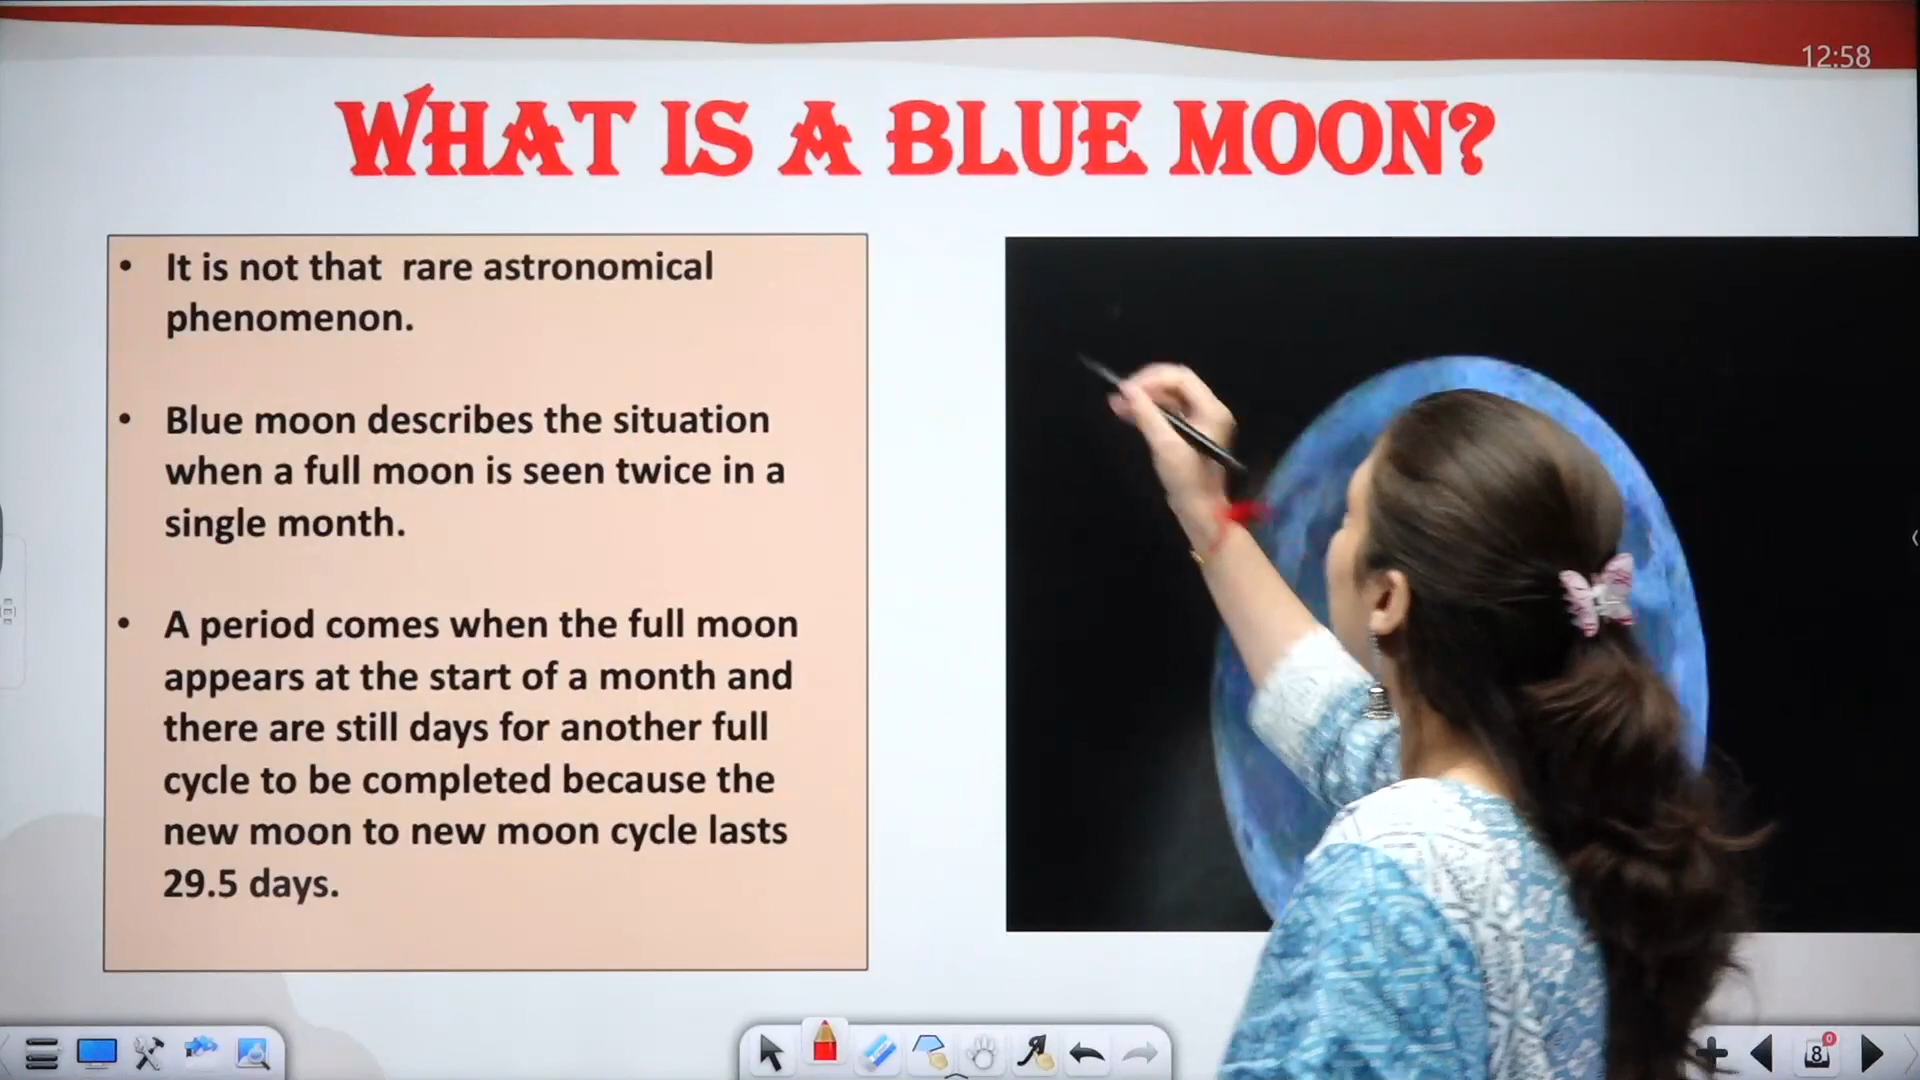 12:58
WHAT IS A BLUE MOON?
• It is not that rare astronomical
phenomenon.
• Blue moon describes the situation
when a full moon is seen twice in a
single month.
• A period comes when the full moon
appears at the start of a month and
there are still days for another full
cycle to be completed because the
new moon to new moon cycle lasts
29.5 days.
8
0